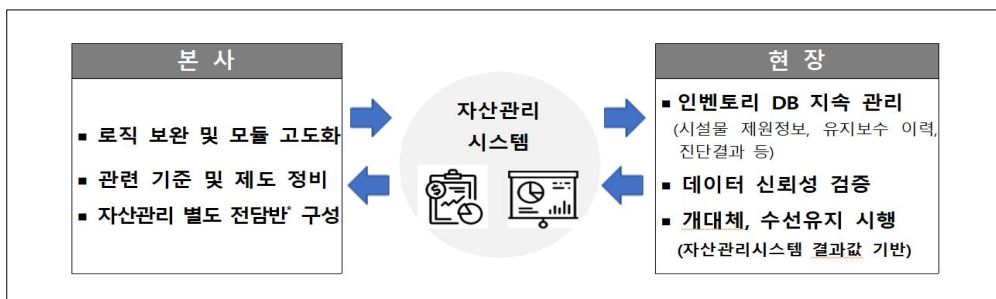 본 사
▪ 로직 보완 및 모듈 고도화
▪ 관련 기준 및 제도 정비
▪ 자산관리 별도 전담반* 구성
자산관리
시스템
현 장
▪ 인벤토리 DB 지속 관리
(시설물 제원정보, 유지보수 이력,
진단결과 등)
▪ 데이터 신뢰성 검증
▪ 개대체, 수선유지 시행
(자산관리시스템 결과값 기반)